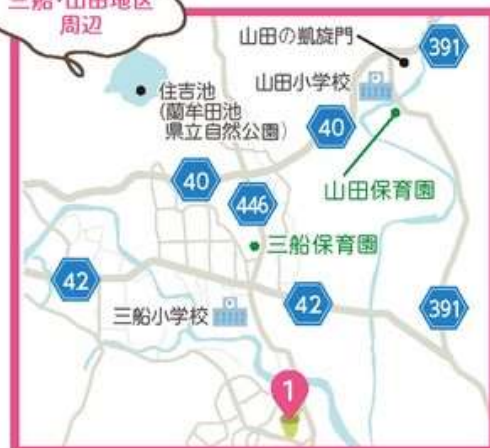 三船・山田地区
周辺
山田の凱旋門
391
山田小学校
住吉池
(藺牟田池
県立自然公園)
40
40
山田保育園
446
三船保育園
42
42
391
三船小学校
1